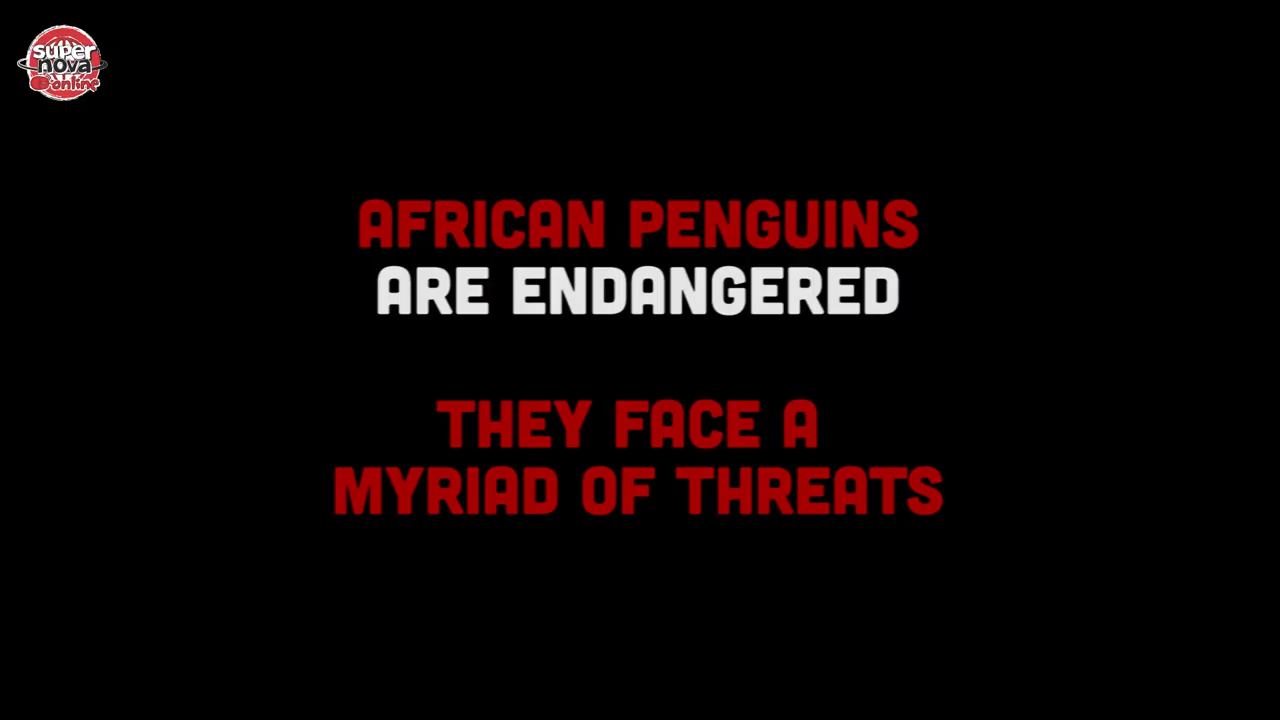 super
nova
online
AFRICAN PENGUINS
ARE ENDANGERED
THEY FACE A
MYRIAD OF THREATS